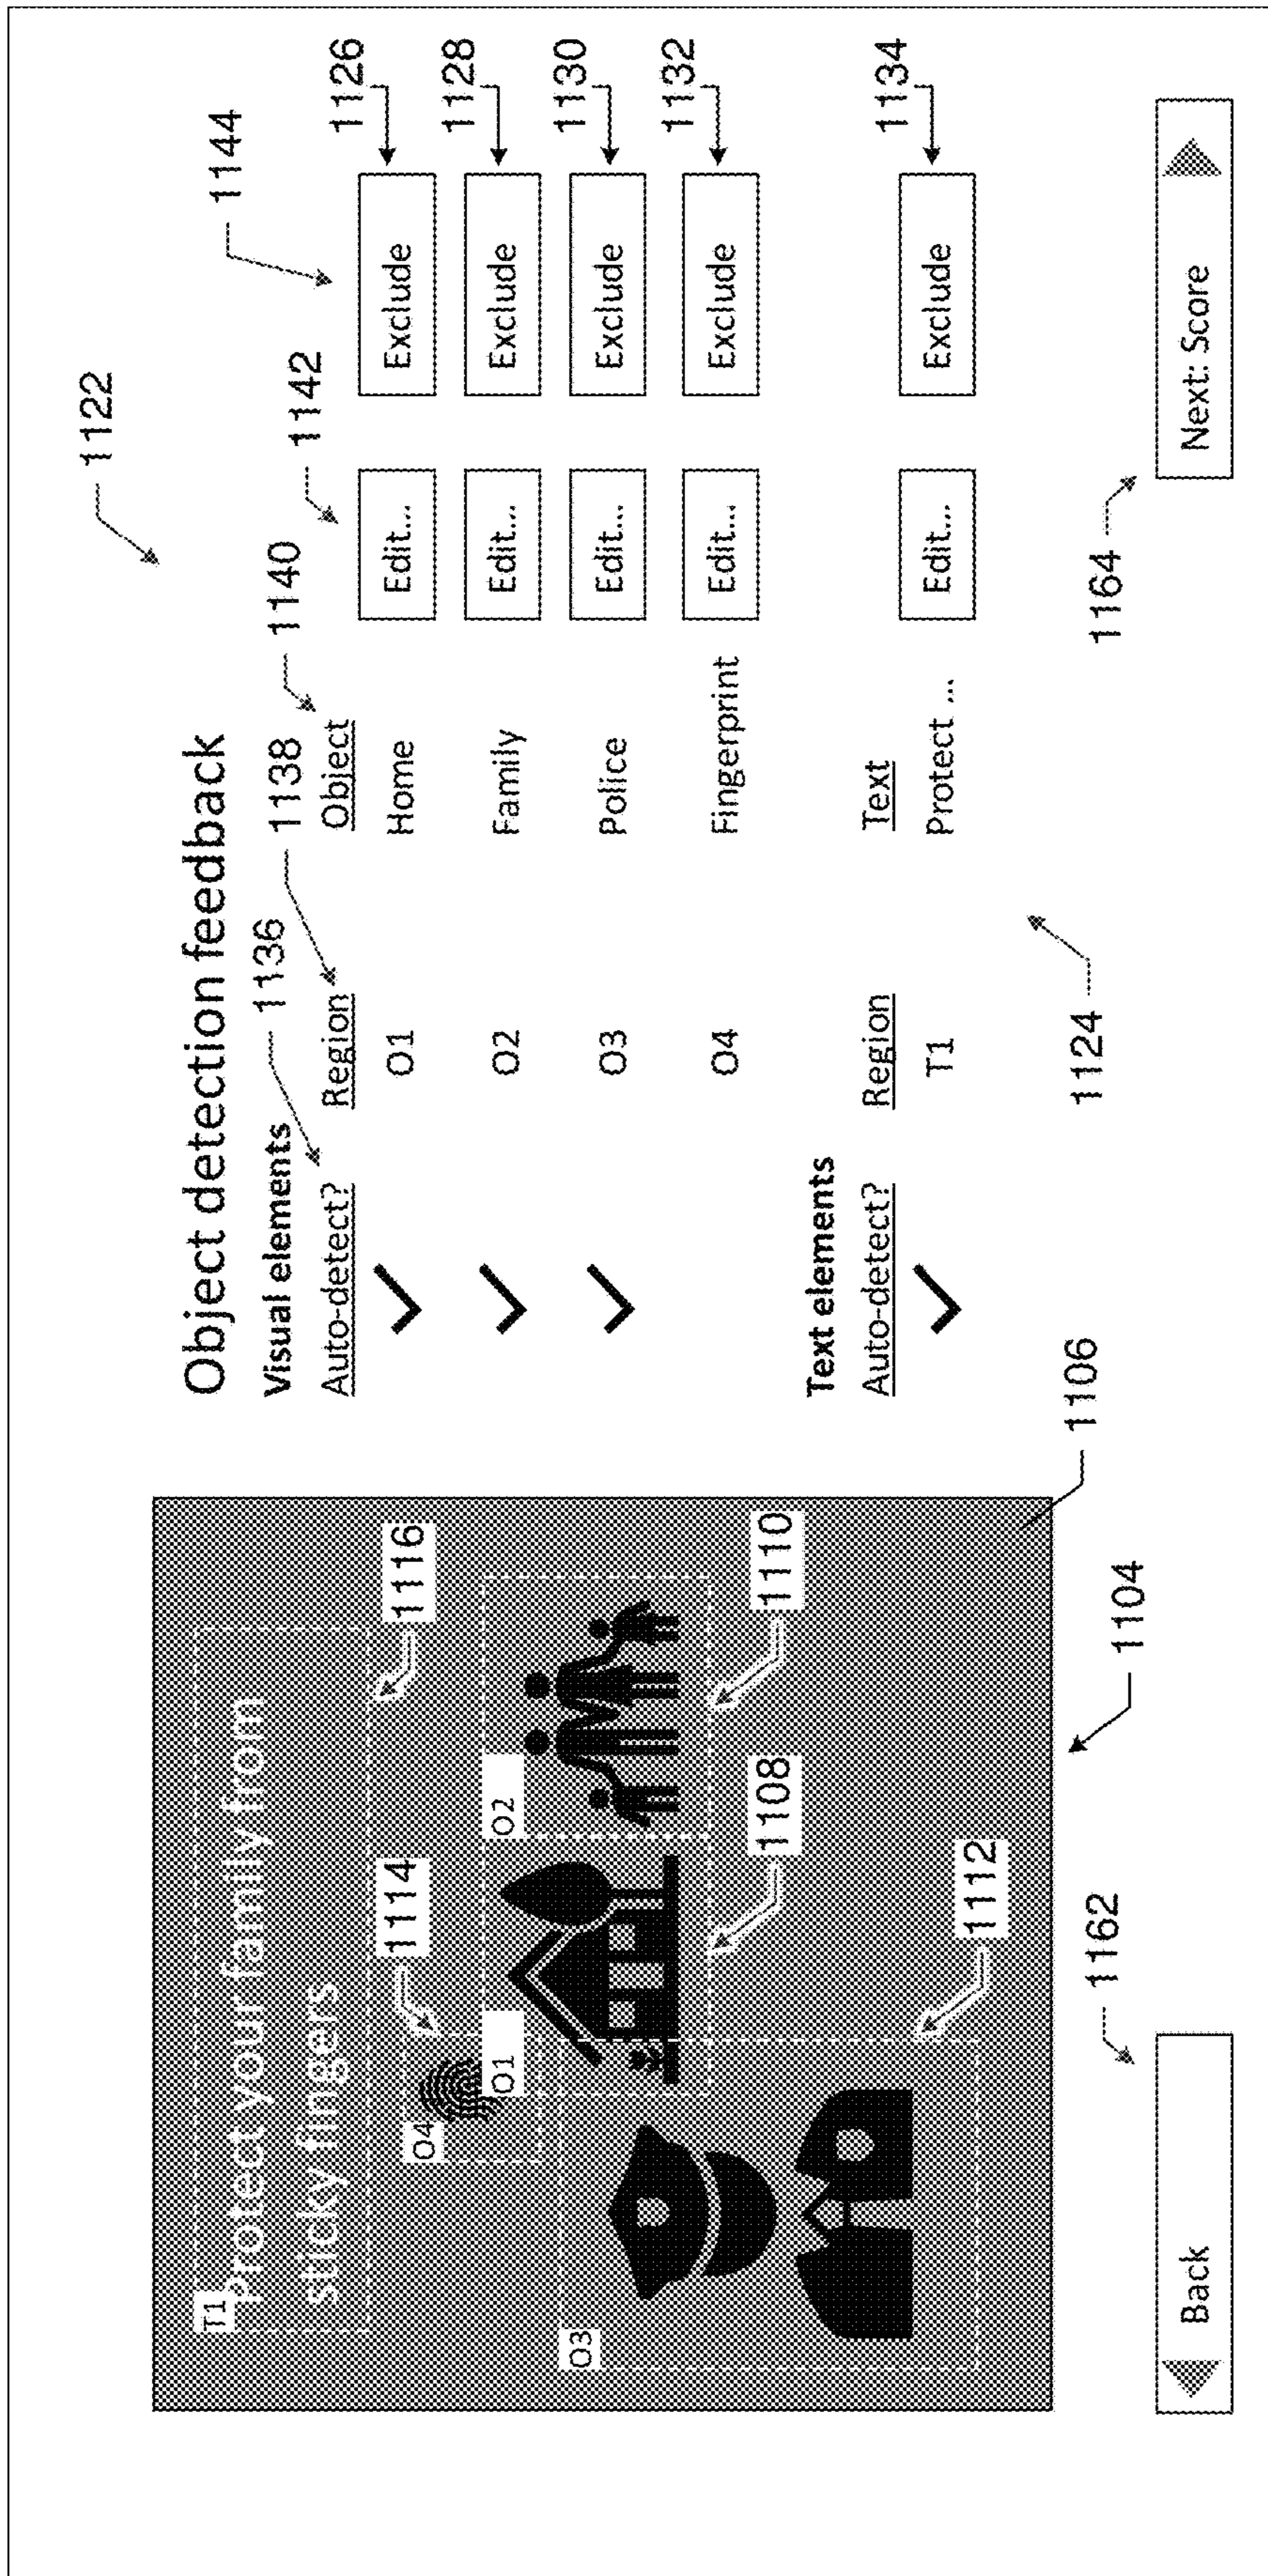 1122
Object detection feedback
Visual elements
1136
1138
1140
1142
1144
Auto-detect? Region Object
O1 Home Edit... Exclude 1126
O2 Family Edit... Exclude 1128
O3 Police Edit... Exclude 1130
O4 Fingerprint Edit... Exclude 1132
Text elements
Auto-detect? Region Text
T1 Protect ... Edit... Exclude 1134
1124
T1
Protect your family from
sticky fingers
1116
1114
O4
O1
O2
1110
1108
O3
1112
1106
1104
1162
1164
Back
Next: Score